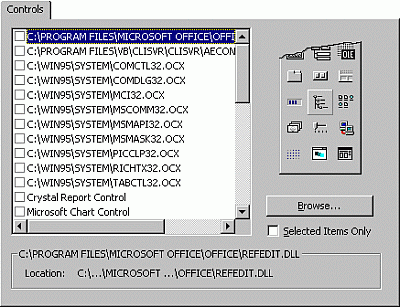 Controls
C:\PROGRAM FILES\MICROSOFT OFFICE\OFFI
C:\PROGRAM FILES\VB\CLISVR\CLISVR\AECON
C:\WIN95\SYSTEM\COMCTL32.OCX
C:\WIN95\SYSTEM\COMDLG32.OCX
C:\WIN95\SYSTEM\MCI32.OCX
C:\WIN95\SYSTEM\MSCOMM32.OCX
C:\WIN95\SYSTEM\MSMAPI32.OCX
C:\WIN95\SYSTEM\MSMASK32.OCX
C:\WIN95\SYSTEM\PICCLP32.OCX
C:\WIN95\SYSTEM\RICHTX32.OCX
C:\WIN95\SYSTEM\TABCTL32.OCX
Crystal Report Control
Microsoft Chart Control
OLE
Browse...
Selected Items Only
C:\PROGRAM FILES\MICROSOFT OFFICE\OFFICE\REFEDIT.DLL
Location: C:\...\MICROSOFT ...\OFFICE\REFEDIT.DLL